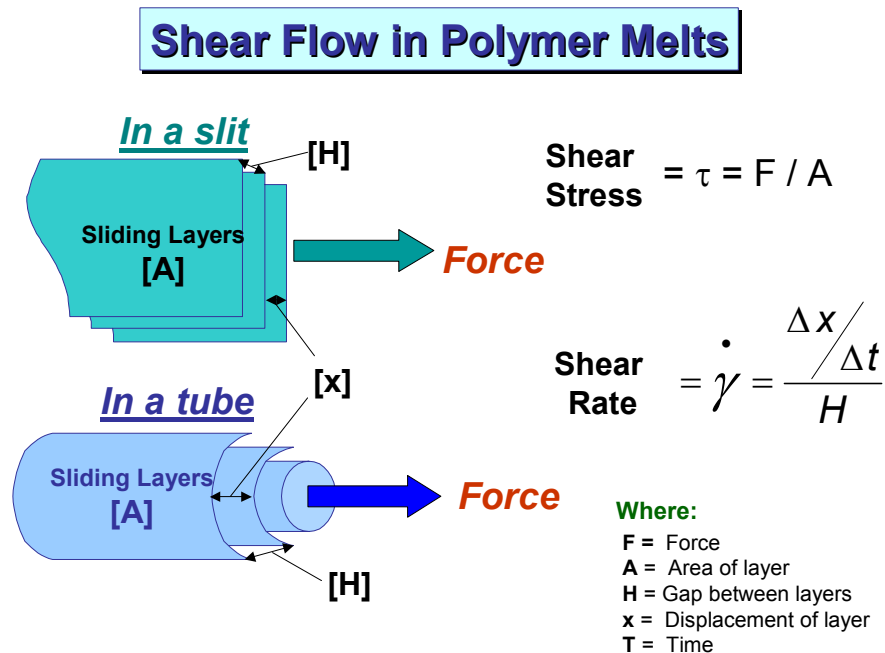 Shear Flow in Polymer Melts
In a slit
[H]
Sliding Layers
[A]
Force
[x]
In a tube
Sliding Layers
[A]
Force
[H]
Shear
Stress
= τ = F / A
Shear
Rate
= γ̇ = Δx/Δt
H
Where:
F = Force
A = Area of layer
H = Gap between layers
x = Displacement of layer
T = Time